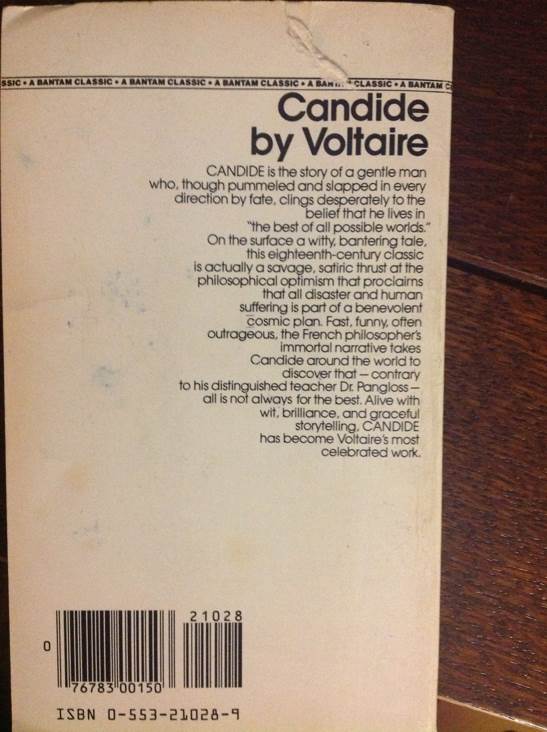 SSIC • A BANTAM CLASSIC • A BANTAM CLASSIC • A BANTAM CLASSIC • A BAN CLASSIC • A BANTAM C
Candide
by Voltaire
CANDIDE is the story of a gentle man
who, though pummeled and slapped in every
direction by fate, clings desperately to the
belief that he lives in
"the best of all possible worlds."
On the surface a witty, bantering tale,
this eighteenth-century classic
is actually a savage, satiric thrust at the
philosophical optimism that proclaims
that all disaster and human
suffering is part of a benevolent
cosmic plan. Fast, funny, often
outrageous, the French philosopher's
immortal narrative takes
Candide around the world to
discover that — contrary
to his distinguished teacher Dr. Pangloss —
all is not always for the best. Alive with
wit, brilliance, and graceful
storytelling, CANDIDE
has become Voltaire's most
celebrated work.
21028
0
76783 00150
ISBN 0-553-21028-9